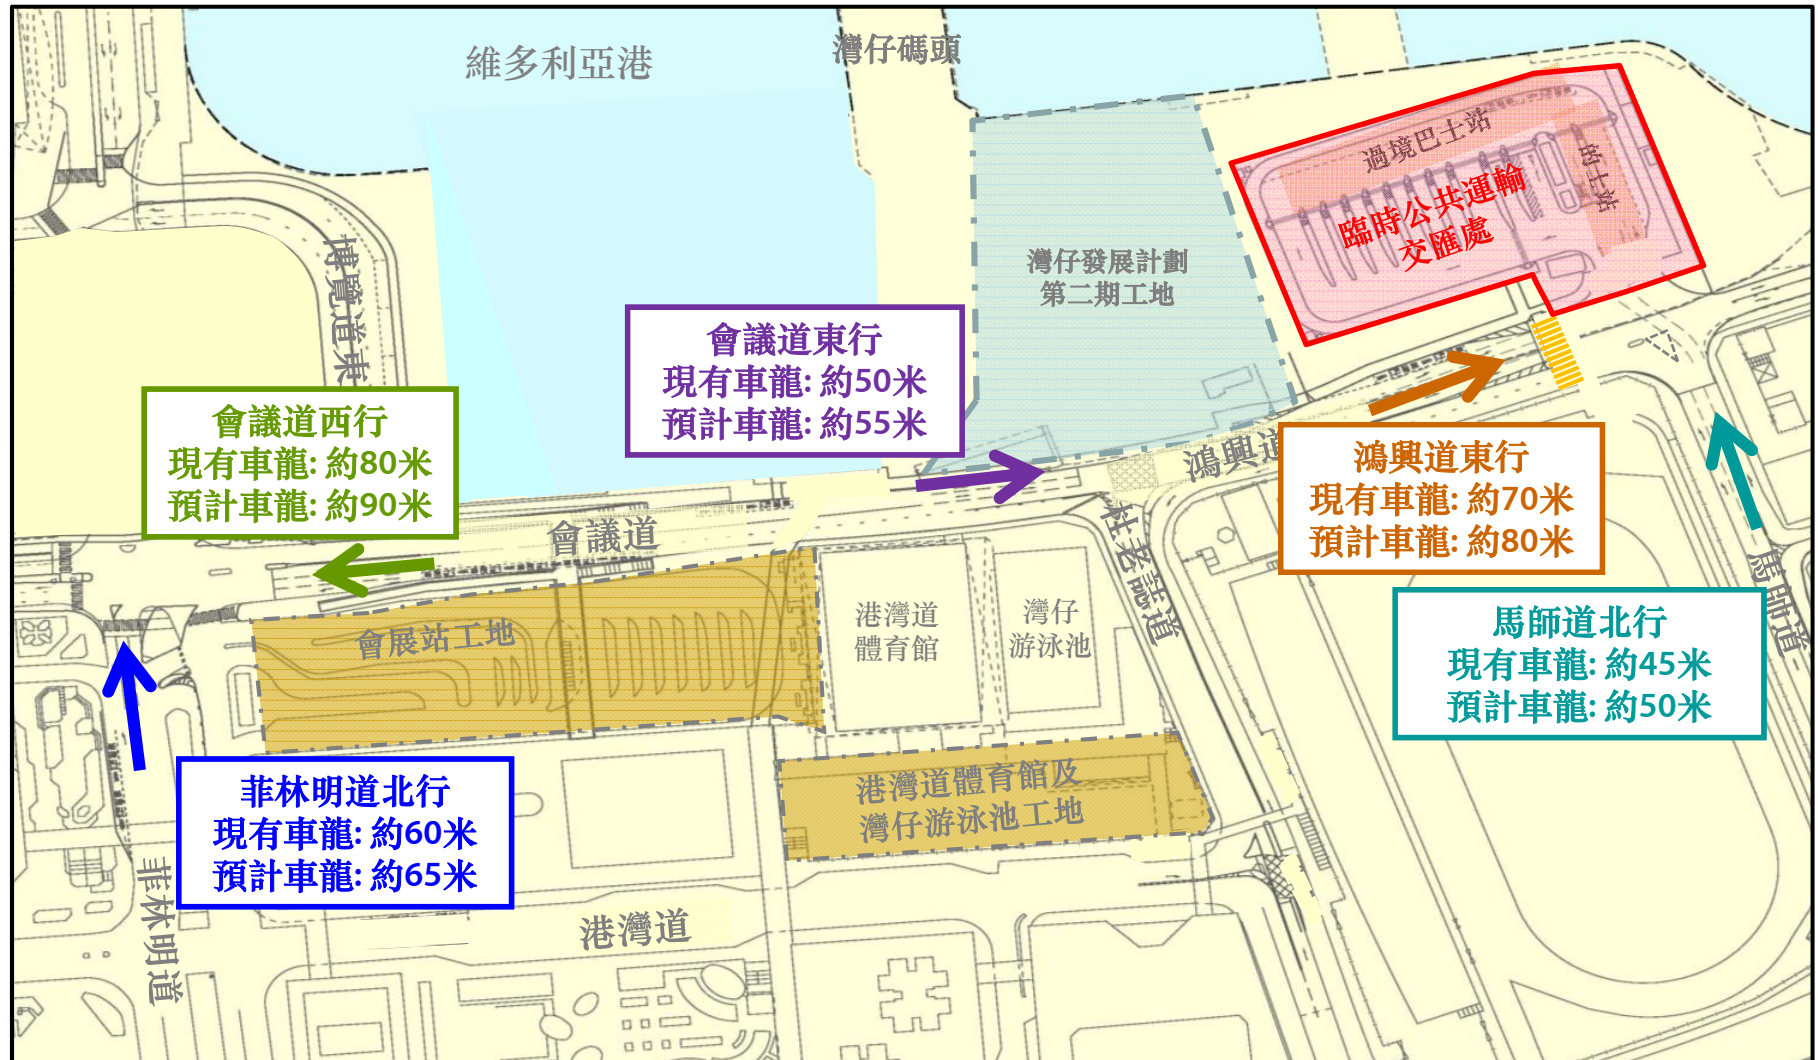 維多利亞港
灣仔碼頭
過境巴士站
的士站
臨時公共運輸
交匯處
灣仔發展計劃
第二期工地
博覽道東
會議道東行
現有車龍: 約50米
預計車龍: 約55米
會議道西行
現有車龍: 約80米
預計車龍: 約90米
鴻興道
鴻興道東行
現有車龍: 約70米
預計車龍: 約80米
會議道
杜老誌道
馬師道
馬師道北行
現有車龍: 約45米
預計車龍: 約50米
會展站工地
港灣道
體育館
灣仔
游泳池
菲林明道北行
現有車龍: 約60米
預計車龍: 約65米
港灣道體育館及
灣仔游泳池工地
菲林明道
港灣道